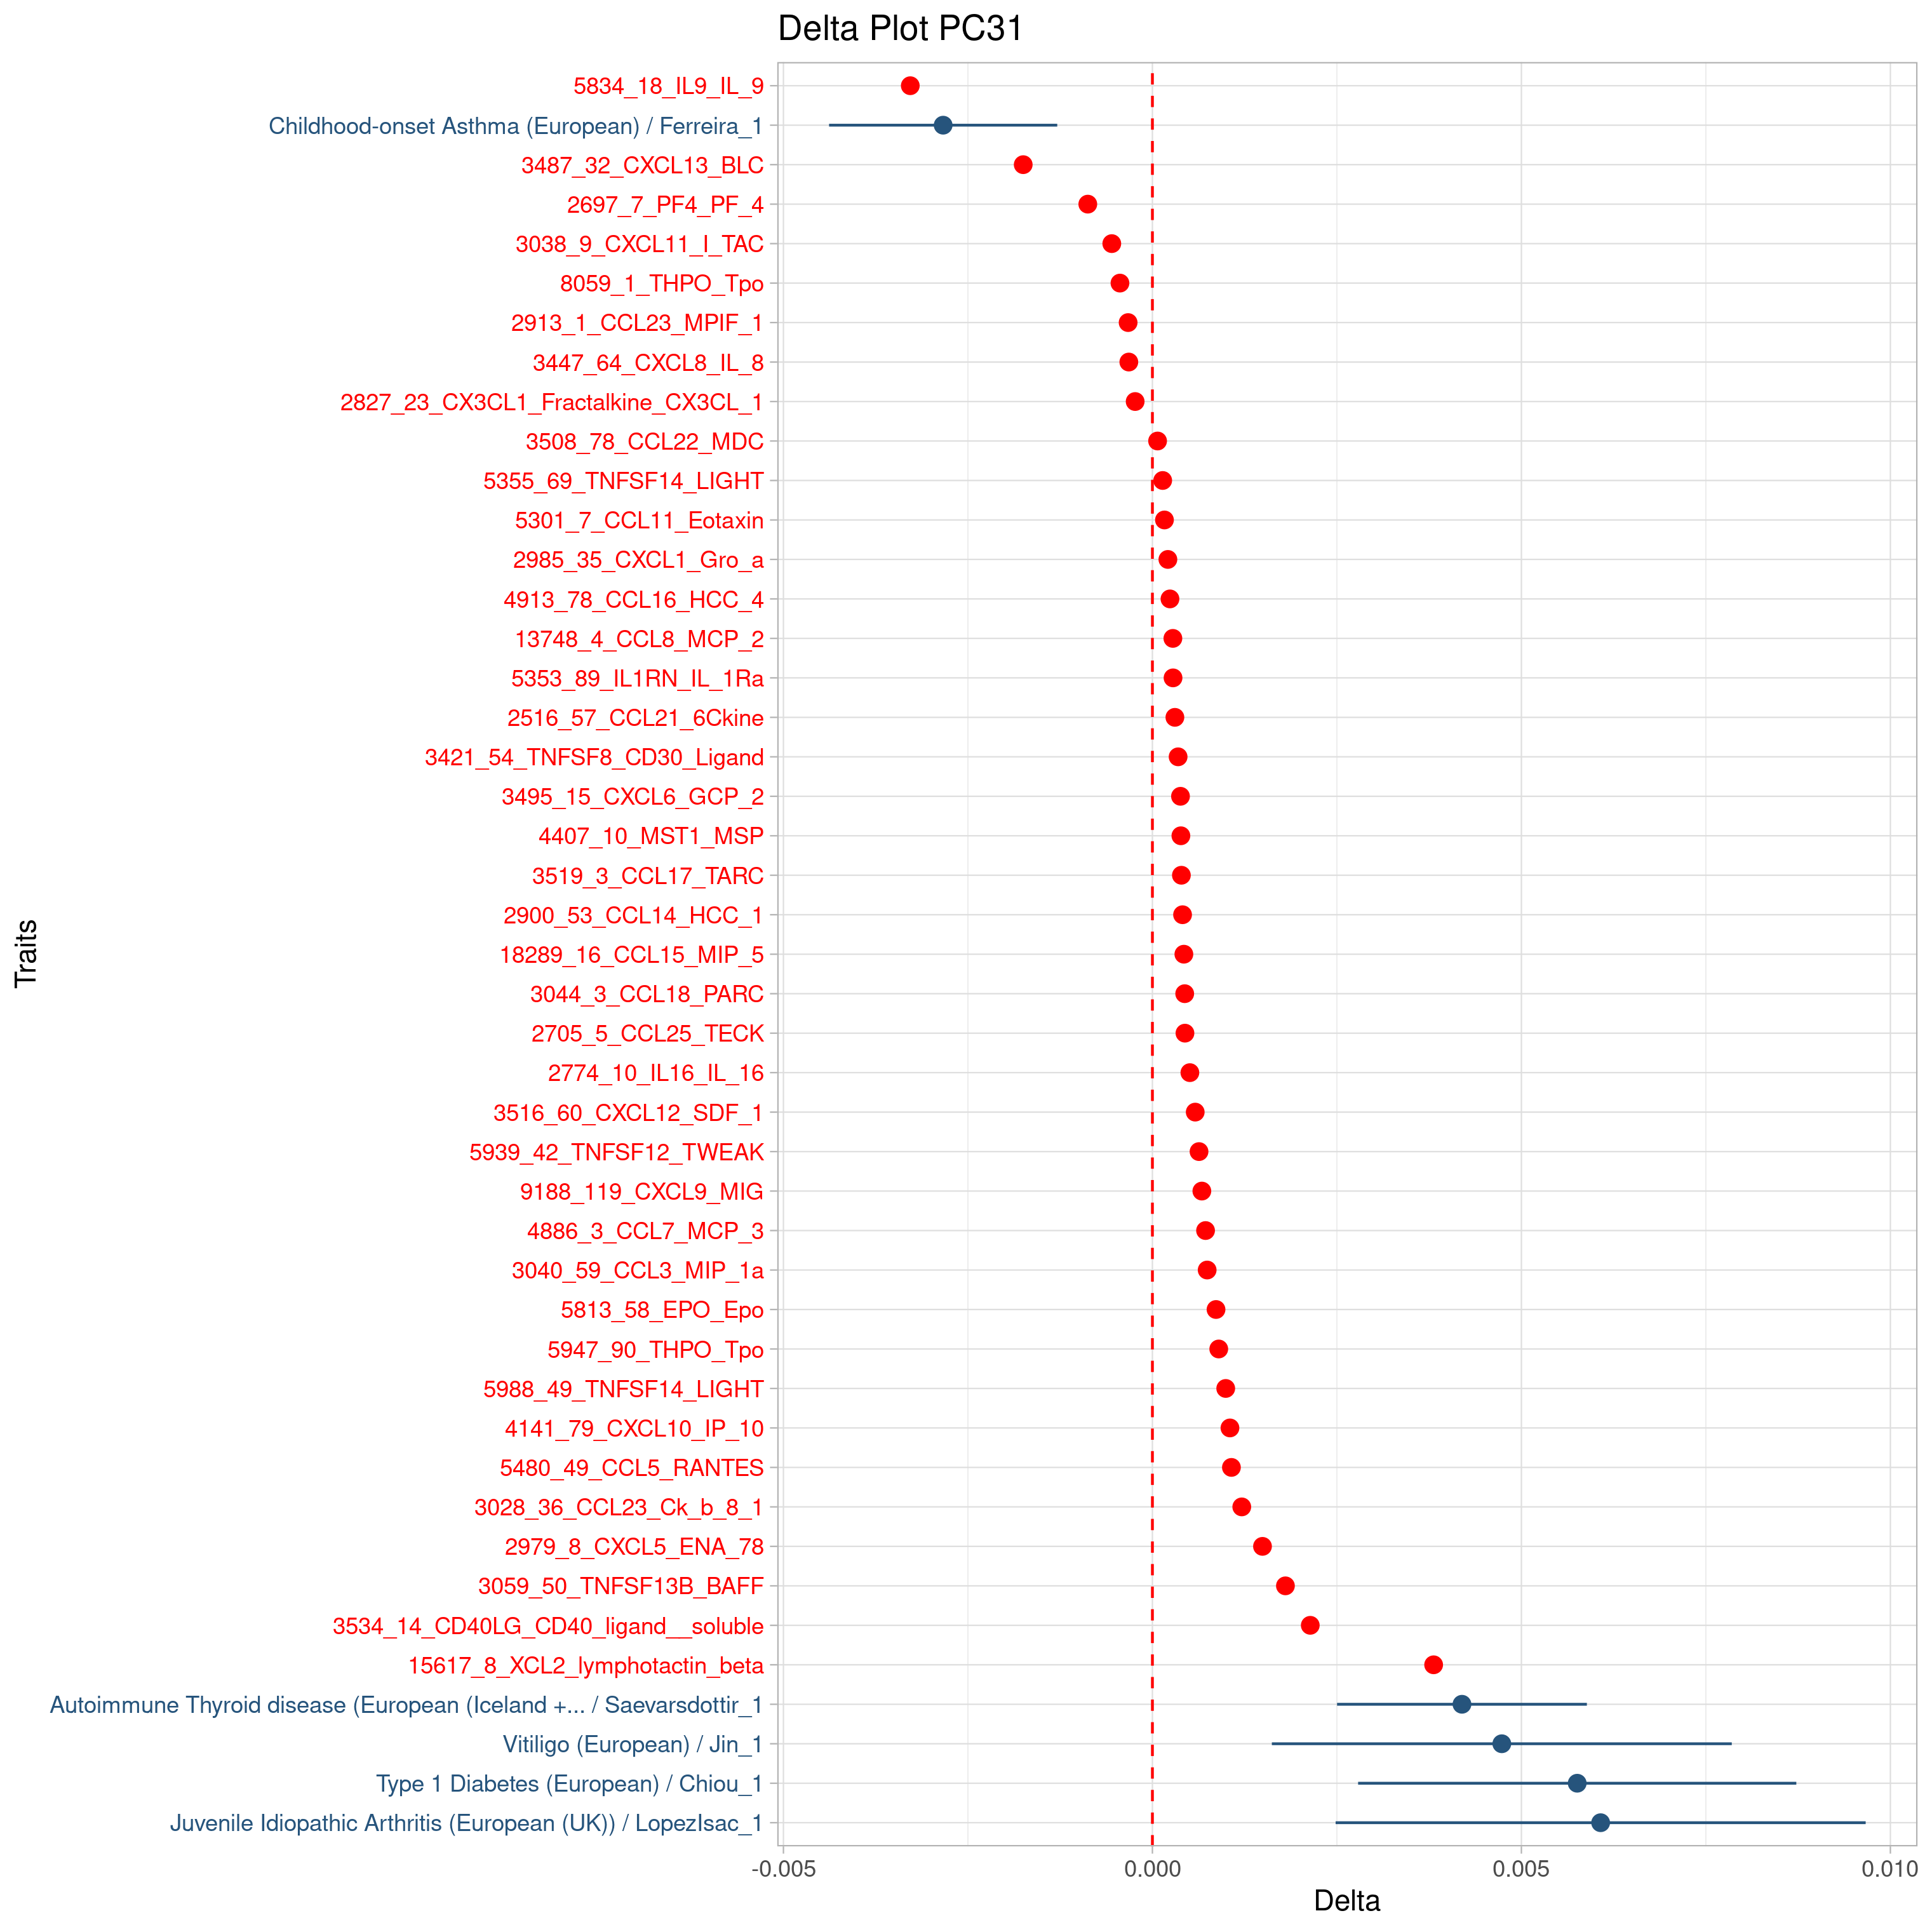 Delta Plot PC31
Traits
5834_18_IL9_IL_9
Childhood-onset Asthma (European) / Ferreira_1
3487_32_CXCL13_BLC
2697_7_PF4_PF_4
3038_9_CXCL11_I_TAC
8059_1_THPO_Tpo
2913_1_CCL23_MPIF_1
3447_64_CXCL8_IL_8
2827_23_CX3CL1_Fractalkine_CX3CL_1
3508_78_CCL22_MDC
5355_69_TNFSF14_LIGHT
5301_7_CCL11_Eotaxin
2985_35_CXCL1_Gro_a
4913_78_CCL16_HCC_4
13748_4_CCL8_MCP_2
5353_89_IL1RN_IL_1Ra
2516_57_CCL21_6Ckine
3421_54_TNFSF8_CD30_Ligand
3495_15_CXCL6_GCP_2
4407_10_MST1_MSP
3519_3_CCL17_TARC
2900_53_CCL14_HCC_1
18289_16_CCL15_MIP_5
3044_3_CCL18_PARC
2705_5_CCL25_TECK
2774_10_IL16_IL_16
3516_60_CXCL12_SDF_1
5939_42_TNFSF12_TWEAK
9188_119_CXCL9_MIG
4886_3_CCL7_MCP_3
3040_59_CCL3_MIP_1a
5813_58_EPO_Epo
5947_90_THPO_Tpo
5988_49_TNFSF14_LIGHT
4141_79_CXCL10_IP_10
5480_49_CCL5_RANTES
3028_36_CCL23_Ck_b_8_1
2979_8_CXCL5_ENA_78
3059_50_TNFSF13B_BAFF
3534_14_CD40LG_CD40_ligand__soluble
15617_8_XCL2_lymphotactin_beta
Autoimmune Thyroid disease (European (Iceland +... / Saevarsdottir_1
Vitiligo (European) / Jin_1
Type 1 Diabetes (European) / Chiou_1
Juvenile Idiopathic Arthritis (European (UK)) / LopezIsac_1
-0.005 0.000 0.005 0.010
Delta